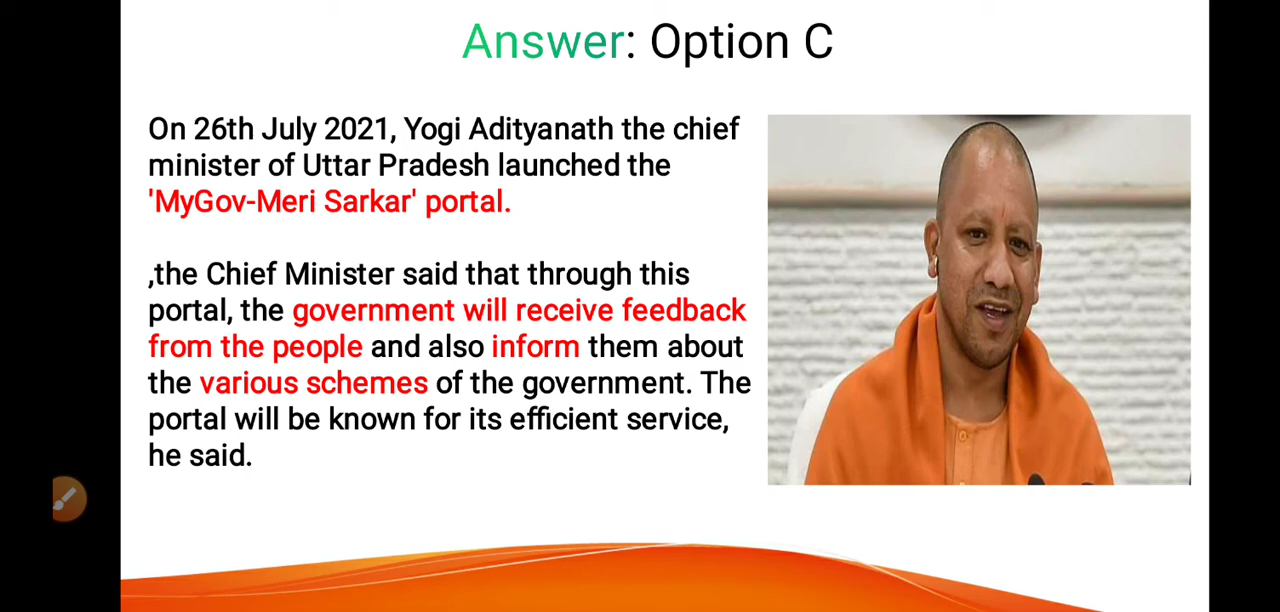 Answer: Option C
On 26th July 2021, Yogi Adityanath the chief
minister of Uttar Pradesh launched the
'MyGov-Meri Sarkar' portal.
,the Chief Minister said that through this
portal, the government will receive feedback
from the people and also inform them about
the various schemes of the government. The
portal will be known for its efficient service,
he said.